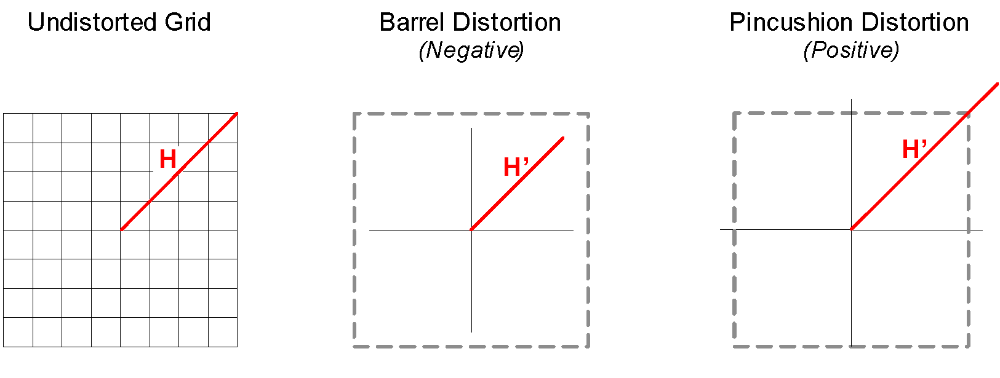 Undistorted Grid
Barrel Distortion
(Negative)
Pincushion Distortion
(Positive)
H
H’
H’